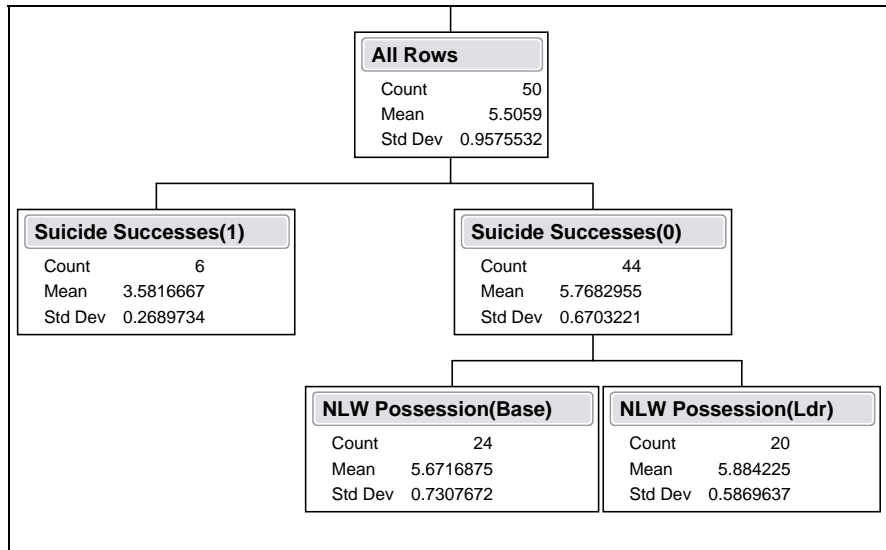 All Rows
Count 50
Mean 5.5059
Std Dev 0.9575532
Suicide Successes(1)
Count 6
Mean 3.5816667
Std Dev 0.2689734
Suicide Successes(0)
Count 44
Mean 5.7682955
Std Dev 0.6703221
NLW Possession(Base)
Count 24
Mean 5.6716875
Std Dev 0.7307672
NLW Possession(Ldr)
Count 20
Mean 5.884225
Std Dev 0.5869637